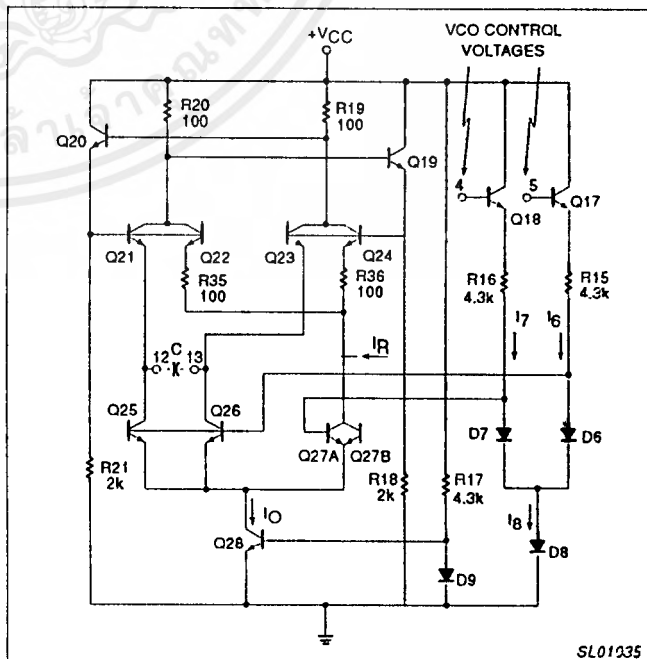 +VCC
VCO CONTROL
VOLTAGES
R20
100
R19
100
Q20
Q19
4
5
Q18
Q17
Q21
Q22
Q23
Q24
R35
100
R36
100
R16
4.3k
R15
4.3k
I7
I6
IR
12
C
13
Q25
Q26
Q27A
Q27B
D7
D6
R21
2k
R18
2k
R17
4.3k
IO
I8
Q28
D9
D8
SL01035